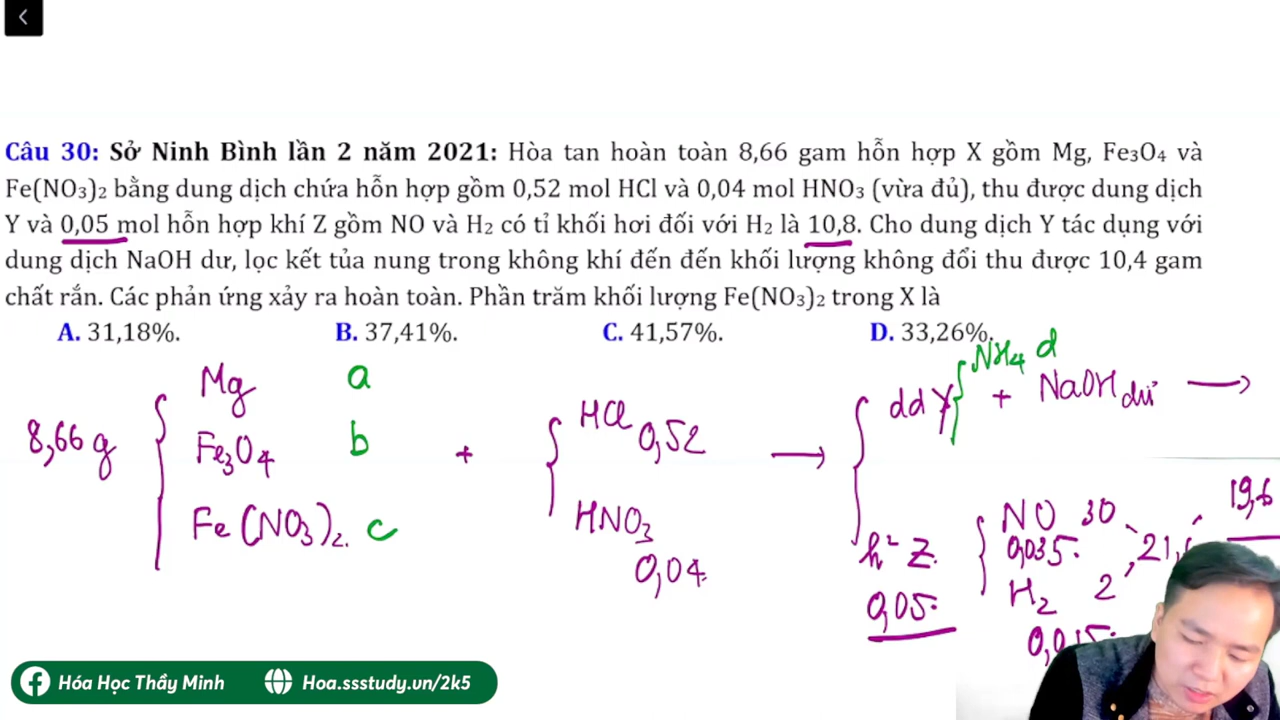 Câu 30: Sở Ninh Bình lần 2 năm 2021: Hòa tan hoàn toàn 8,66 gam hỗn hợp X gồm Mg, Fe₃O₄ và
Fe(NO₃)₂ bằng dung dịch chứa hỗn hợp gồm 0,52 mol HCl và 0,04 mol HNO₃ (vừa đủ), thu được dung dịch
Y và 0,05 mol hỗn hợp khí Z gồm NO và H₂ có tỉ khối hơi đối với H₂ là 10,8. Cho dung dịch Y tác dụng với
dung dịch NaOH dư, lọc kết tủa nung trong không khí đến đến khối lượng không đổi thu được 10,4 gam
chất rắn. Các phản ứng xảy ra hoàn toàn. Phần trăm khối lượng Fe(NO₃)₂ trong X là
A. 31,18%. B. 37,41%. C. 41,57%. D. 33,26%.
NH4 d
Mg a
8,66 g Fe₃O₄ b + HCl 0,52 → dd Y + NaOH dư →
Fe(NO₃)₂. c HNO₃ 0,04
h² Z 0,05
NO 30 0,035
H₂ 2
19,6
Hóa Học Thầy Minh Hoa.ssstudy.vn/2k5